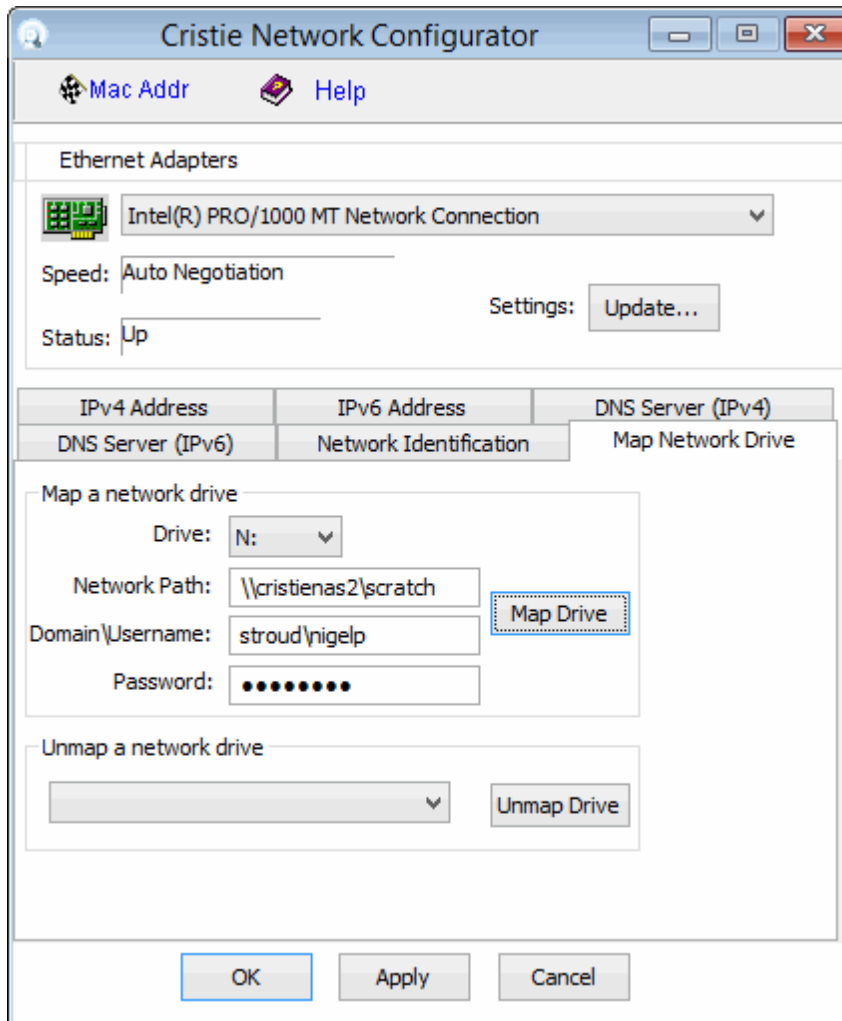 Cristie Network Configurator
Mac Addr Help
Ethernet Adapters
Intel(R) PRO/1000 MT Network Connection
Speed: Auto Negotiation
Settings: Update...
Status: Up
IPv4 Address IPv6 Address DNS Server (IPv4)
DNS Server (IPv6) Network Identification Map Network Drive
Map a network drive
Drive: N:
Network Path: \\cristienas2\scratch
Map Drive
Domain\Username: stroud\nigelp
Password: ●●●●●●●●
Unmap a network drive
Unmap Drive
OK Apply Cancel